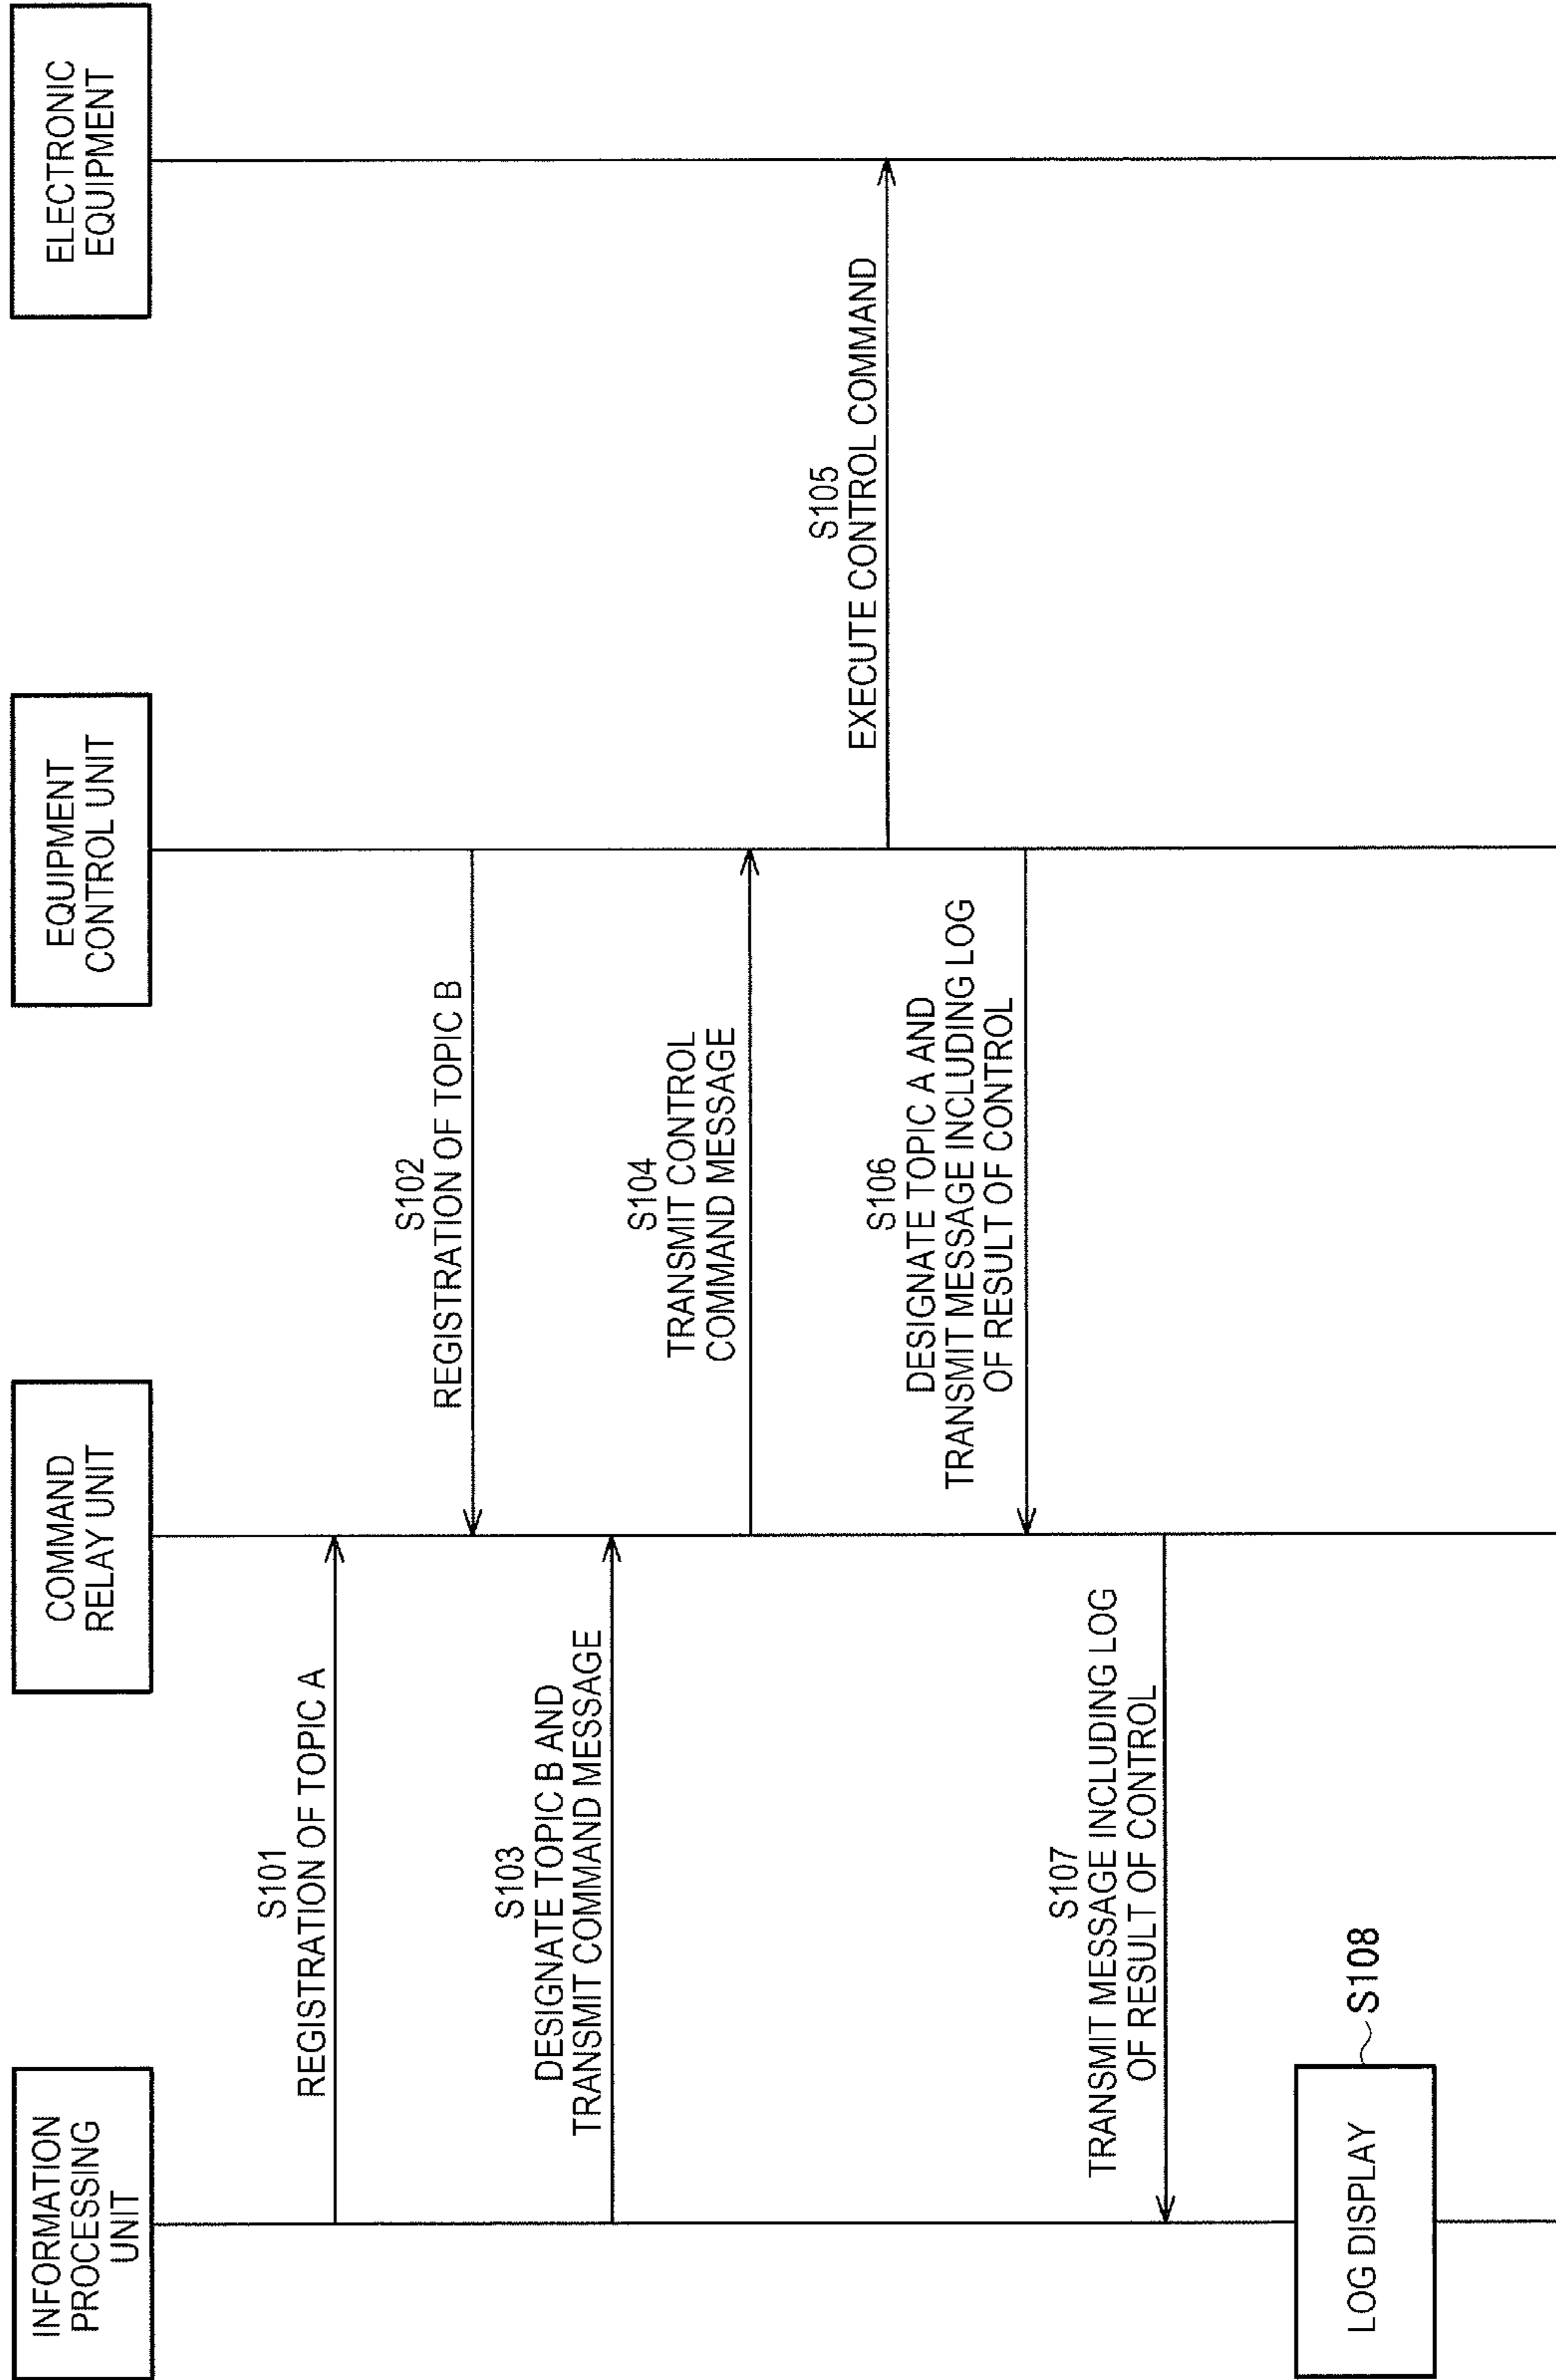 INFORMATION
PROCESSING
UNIT
COMMAND
RELAY UNIT
EQUIPMENT
CONTROL UNIT
ELECTRONIC
EQUIPMENT
S101
REGISTRATION OF TOPIC A
S102
REGISTRATION OF TOPIC B
S103
DESIGNATE TOPIC B AND
TRANSMIT COMMAND MESSAGE
S104
TRANSMIT CONTROL
COMMAND MESSAGE
S105
EXECUTE CONTROL COMMAND
S106
DESIGNATE TOPIC A AND
TRANSMIT MESSAGE INCLUDING LOG
OF RESULT OF CONTROL
S107
TRANSMIT MESSAGE INCLUDING LOG
OF RESULT OF CONTROL
LOG DISPLAY
S108